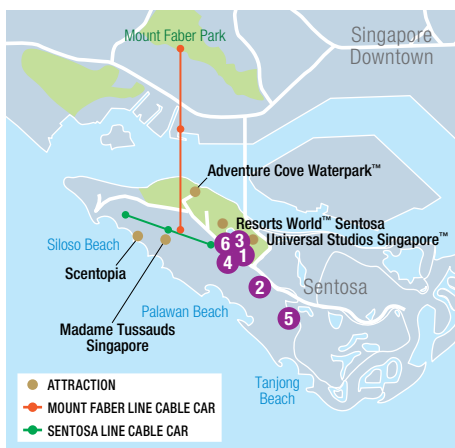 Mount Faber Park
Singapore
Downtown
Adventure Cove Waterpark™
Resorts World™ Sentosa
Universal Studios Singapore™
6
3
1
4
Siloso Beach
Scentopia
2
Sentosa
Palawan Beach
5
Madame Tussauds
Singapore
Tanjong
Beach
ATTRACTION
MOUNT FABER LINE CABLE CAR
SENTOSA LINE CABLE CAR